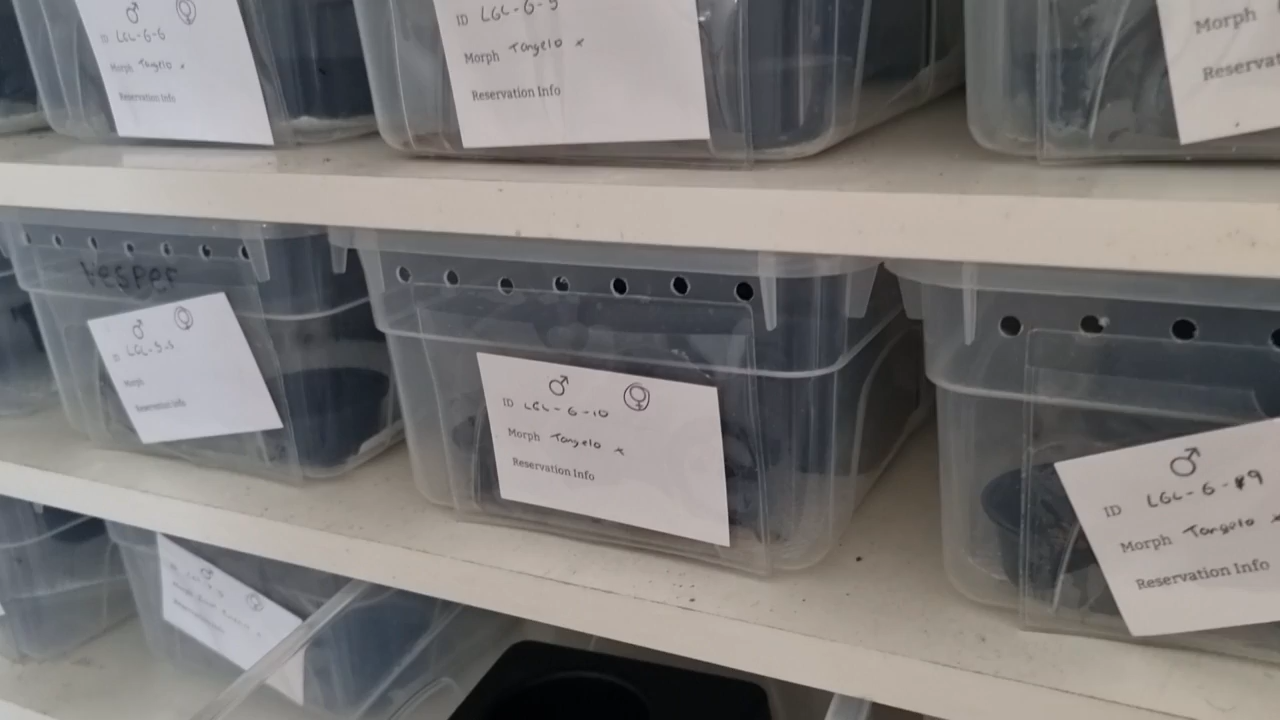 ♂ ♀
ID LGL-6-6
Morph Tangelo x
Reservation Info
ID LGL-6-5
Morph Tangelo x
Reservation Info
Morph
Vesper
♂ ♀
ID LGL-3-5
Morph
Reservation Info
♂ ♀
ID LGL-6-10
Morph Tangelo x
Reservation Info
♂
ID LGL-6-9
Morph Tangelo x
Reservation Info
♂ ♀